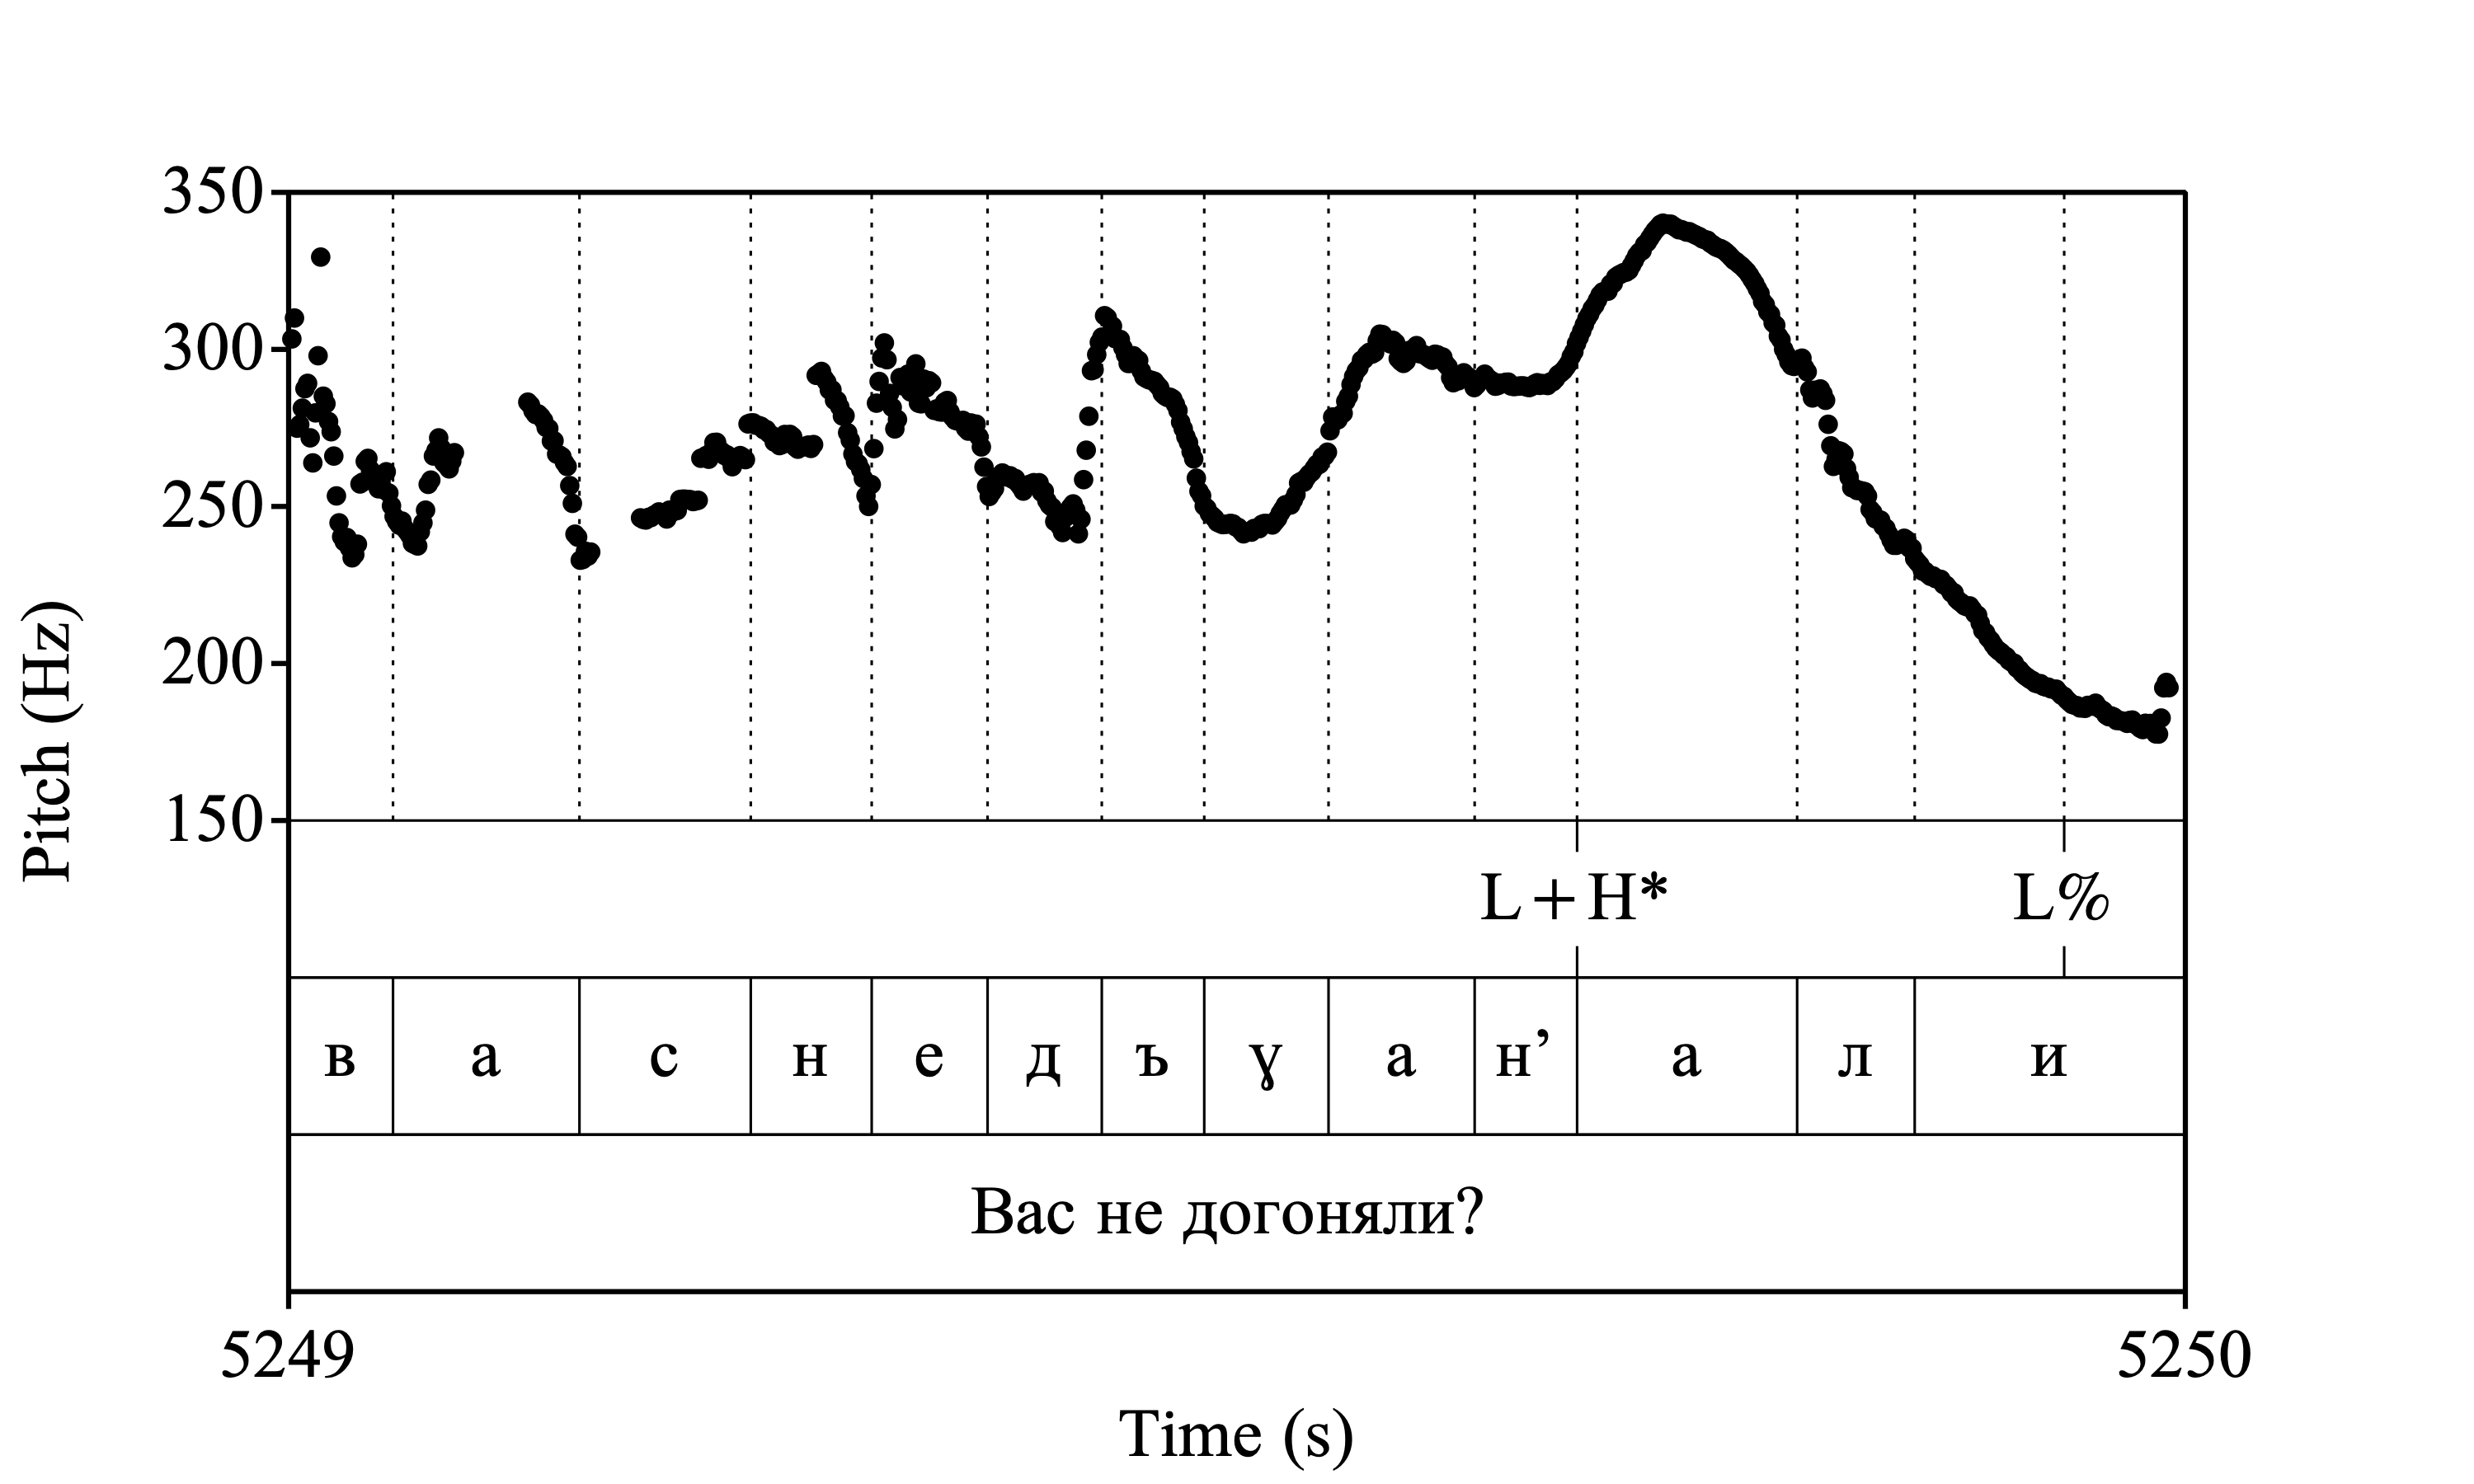 350
300
250
200
150
Pitch (Hz)
L+H* L%
в а с н е д ъ ɣ а н’ а л и
Вас не догоняли?
5249 5250
Time (s)